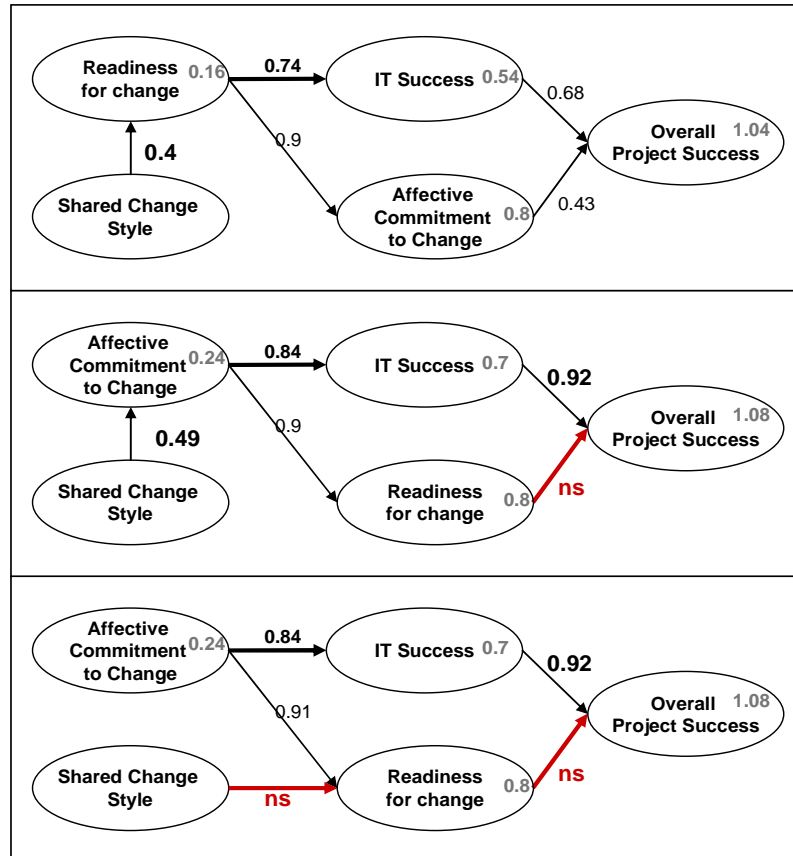 Readiness
for change
0.16
0.74
IT Success
0.54
0.68
Overall
Project Success
1.04
0.9
0.4
Shared Change
Style
Affective
Commitment
to Change
0.8
0.43
Affective
Commitment
to Change
0.24
0.84
IT Success
0.7
0.92
Overall
Project Success
1.08
0.9
0.49
Shared Change
Style
Readiness
for change
0.8
ns
Affective
Commitment
to Change
0.24
0.84
IT Success
0.7
0.92
Overall
Project Success
1.08
0.91
Shared Change
Style
ns
Readiness
for change
0.8
ns